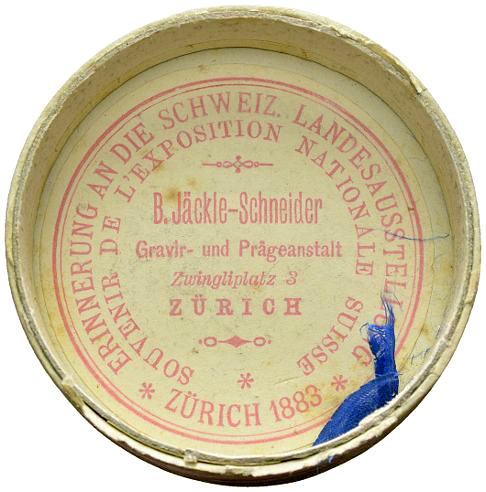 ERINNERUNG AN DIE SCHWEIZ. LANDESAUSSTELLUNG
SOUVENIR DE L'EXPOSITION NATIONALE SUISSE
B. Jäckle-Schneider
Gravir- und Prägeanstalt
Zwingliplatz 3
ZÜRICH
* ZÜRICH 1883 *